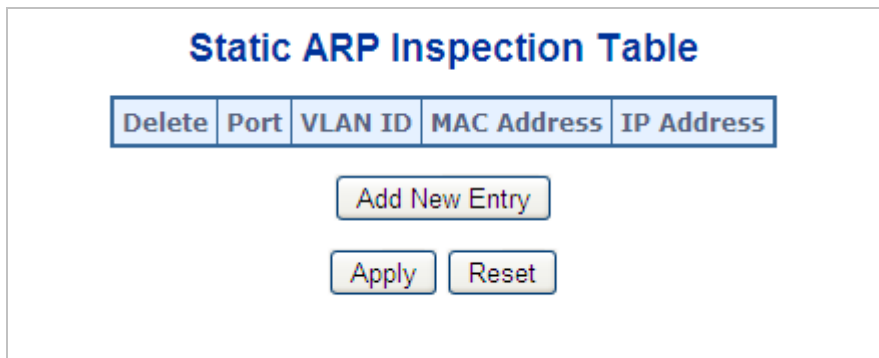 Static ARP Inspection Table
Delete Port VLAN ID MAC Address IP Address
Add New Entry
Apply Reset